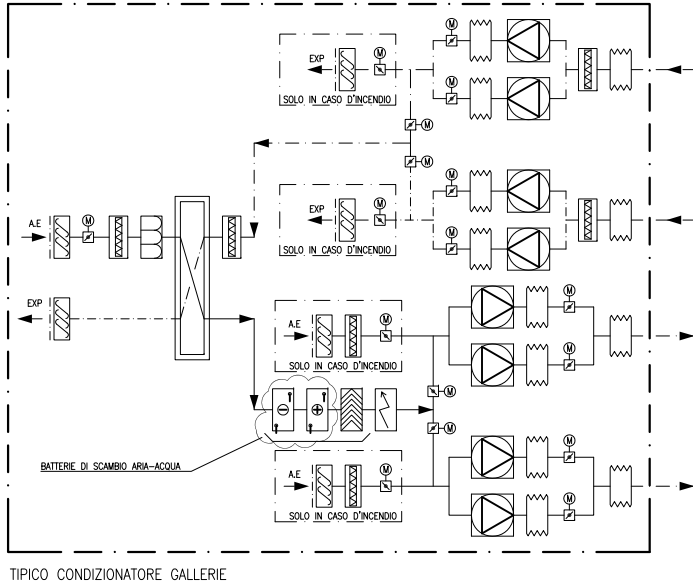 M
M
EXP
M
SOLO IN CASO D'INCENDIO
M
M
M
M
M
EXP
A.E
M
M
SOLO IN CASO D'INCENDIO
EXP
M
A.E
M
SOLO IN CASO D'INCENDIO
M
M
M
M
BATTERIE DI SCAMBIO ARIA-ACQUA
A.E
M
M
SOLO IN CASO D'INCENDIO
TIPICO CONDIZIONATORE GALLERIE